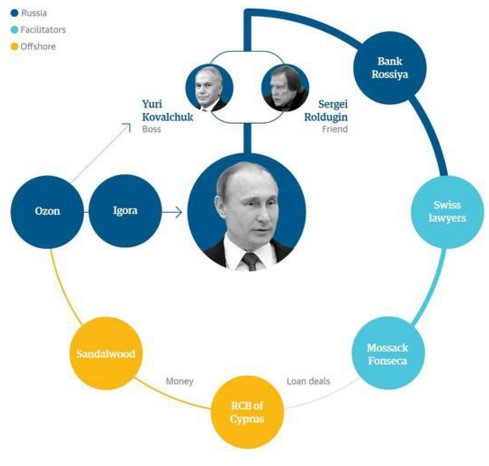 Russia
Facilitators
Offshore
Bank
Rossiya
Yuri
Kovalchuk
Boss
Sergei
Roldugin
Friend
Ozon
Igora
Swiss
lawyers
Sandalwood
Mossack
Fonseca
Money
Loan deals
RCB of
Cyprus